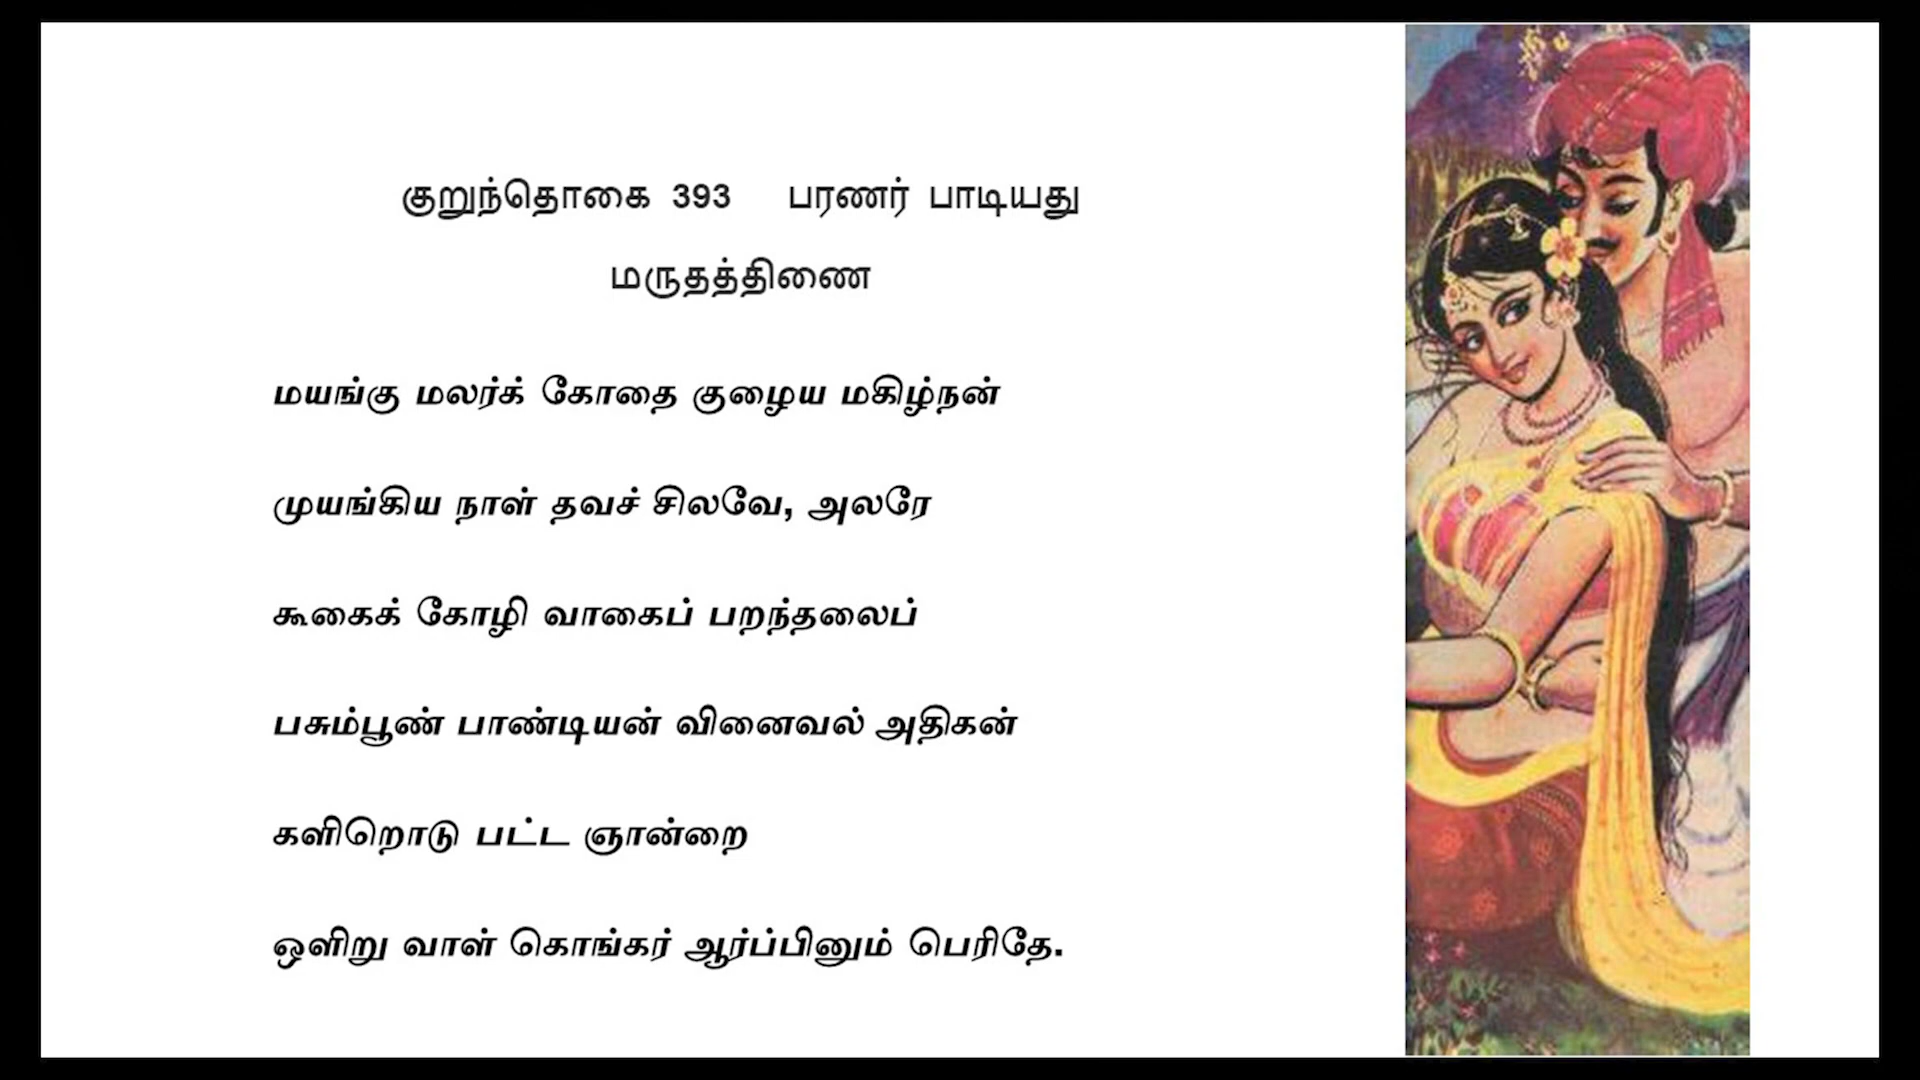 குறுந்தொகை 393 பரணர் பாடியது
மருதத்திணை
மயங்கு மலர்க் கோதை குழைய மகிழ்நன்
முயங்கிய நாள் தவச் சிலவே, அலரே
கூகைக் கோழி வாகைப் பறந்தலைப்
பசும்பூண் பாண்டியன் வினைவல் அதிகன்
களிறொடு பட்ட ஞான்றை
ஒளிறு வாள் கொங்கர் ஆர்ப்பினும் பெரிதே.